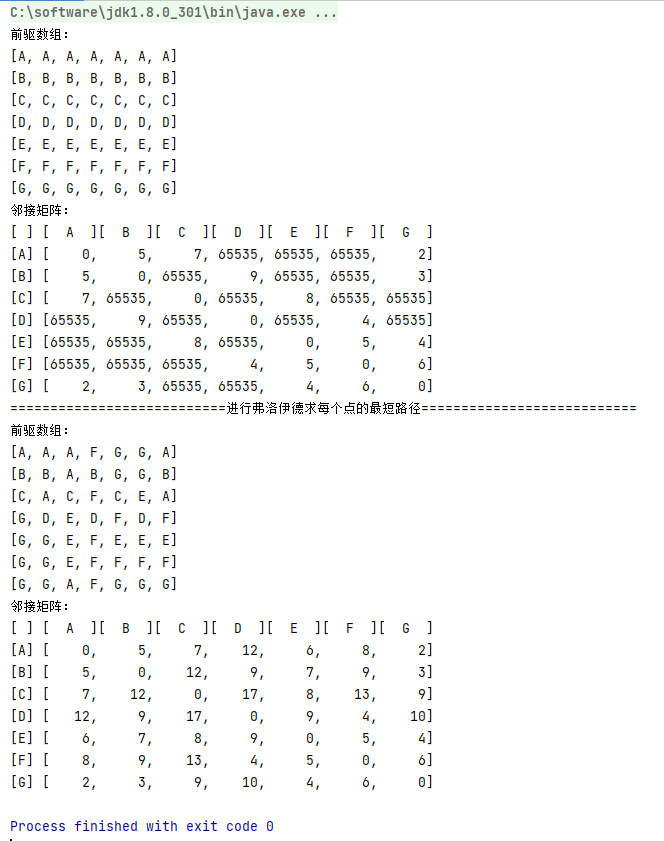 C:\software\jdk1.8.0_301\bin\java.exe ...
前驱数组:
[A, A, A, A, A, A, A]
[B, B, B, B, B, B, B]
[C, C, C, C, C, C, C]
[D, D, D, D, D, D, D]
[E, E, E, E, E, E, E]
[F, F, F, F, F, F, F]
[G, G, G, G, G, G, G]
邻接矩阵:
[ ] [  A  ][  B  ][  C  ][  D  ][  E  ][  F  ][  G  ]
[A] [    0,     5,     7, 65535, 65535, 65535,     2]
[B] [    5,     0, 65535,     9, 65535, 65535,     3]
[C] [    7, 65535,     0, 65535,     8, 65535, 65535]
[D] [65535,     9, 65535,     0, 65535,     4, 65535]
[E] [65535, 65535,     8, 65535,     0,     5,     4]
[F] [65535, 65535, 65535,     4,     5,     0,     6]
[G] [    2,     3, 65535, 65535,     4,     6,     0]
===========================进行弗洛伊德求每个点的最短路径===========================
前驱数组:
[A, A, A, F, G, G, A]
[B, B, A, B, G, G, B]
[C, A, C, F, C, E, A]
[G, D, E, D, F, D, F]
[G, G, E, F, E, E, E]
[G, G, E, F, F, F, F]
[G, G, A, F, G, G, G]
邻接矩阵:
[ ] [  A  ][  B  ][  C  ][  D  ][  E  ][  F  ][  G  ]
[A] [    0,     5,     7,    12,     6,     8,     2]
[B] [    5,     0,    12,     9,     7,     9,     3]
[C] [    7,    12,     0,    17,     8,    13,     9]
[D] [   12,     9,    17,     0,     9,     4,    10]
[E] [    6,     7,     8,     9,     0,     5,     4]
[F] [    8,     9,    13,     4,     5,     0,     6]
[G] [    2,     3,     9,    10,     4,     6,     0]
Process finished with exit code 0